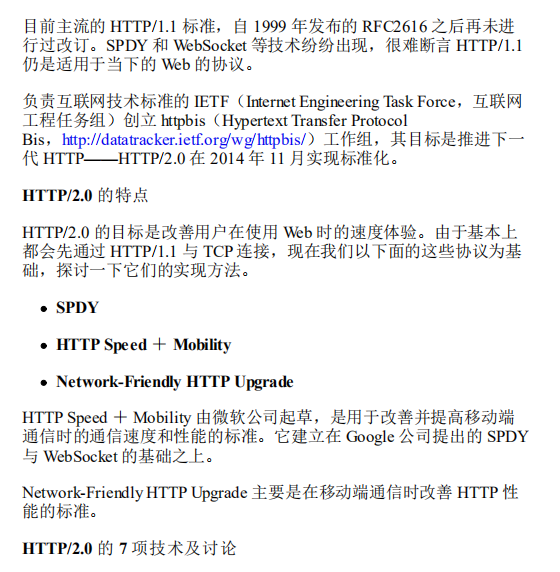 目前主流的 HTTP/1.1 标准，自 1999 年发布的 RFC2616 之后再未进
行过改订。SPDY 和 WebSocket 等技术纷纷出现，很难断言 HTTP/1.1
仍是适用于当下的 Web 的协议。
负责互联网技术标准的 IETF（Internet Engineering Task Force，互联网
工程任务组）创立 httpbis（Hypertext Transfer Protocol
Bis，http://datatracker.ietf.org/wg/httpbis/）工作组，其目标是推进下一
代 HTTP——HTTP/2.0 在 2014 年 11 月实现标准化。
HTTP/2.0 的特点
HTTP/2.0 的目标是改善用户在使用 Web 时的速度体验。由于基本上
都会先通过 HTTP/1.1 与 TCP 连接，现在我们以下面的这些协议为基
础，探讨一下它们的实现方法。
• SPDY
• HTTP Speed ＋ Mobility
• Network-Friendly HTTP Upgrade
HTTP Speed ＋ Mobility 由微软公司起草，是用于改善并提高移动端
通信时的通信速度和性能的标准。它建立在 Google 公司提出的 SPDY
与 WebSocket 的基础之上。
Network-Friendly HTTP Upgrade 主要是在移动端通信时改善 HTTP 性
能的标准。
HTTP/2.0 的 7 项技术及讨论